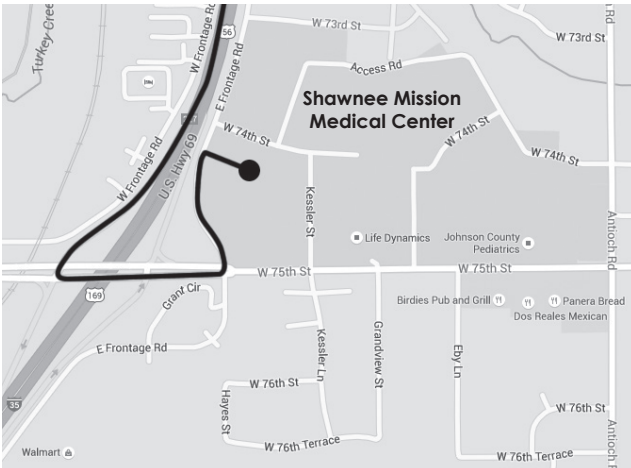 Turkey Creek
W Frontage Rd
56
W 73rd St
W 73rd St
E Frontage Rd
Access Rd
Shawnee Mission
Medical Center
W 74th St
W 74th St
W 74th St
W Frontage Rd
U.S. Hwy 69
Kessler St
Antioch Rd
Life Dynamics
Johnson County
Pediatrics
W 75th St
W 75th St
169
Grant Cir
Birdies Pub and Grill
Panera Bread
Dos Reales Mexican
E Frontage Rd
Kessler Ln
Grandview St
Eby Ln
W 76th St
Hayes St
W 76th St
35
W 76th Terrace
Walmart
W 76th Terrace